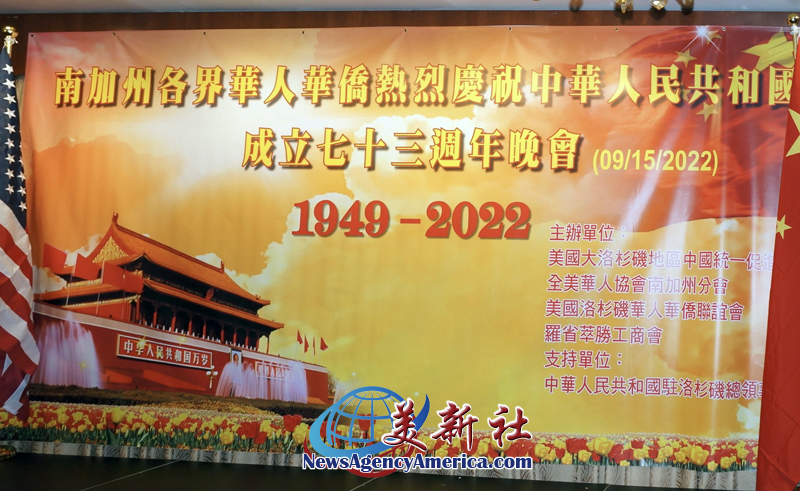 南加州各界華人華僑熱烈慶祝中華人民共和國
成立七十三週年晚會 (09/15/2022)
1949 – 2022
主辦單位：
美國大洛杉磯地區中國統一促進
全美華人協會南加州分會
美國洛杉磯華人華僑聯誼會
羅省萃勝工商會
支持單位：
中華人民共和國駐洛杉磯總領
中华人民共和国万岁
美新社
NewsAgencyAmerica.com